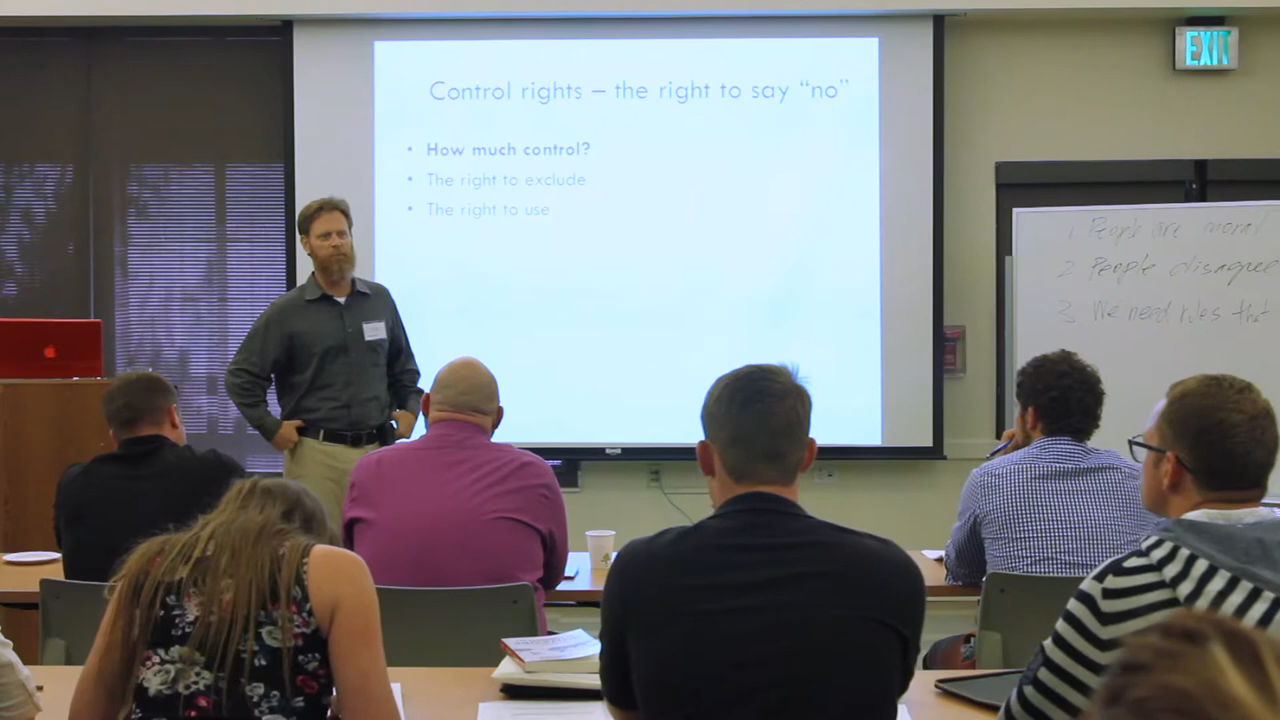 Control rights – the right to say “no”
• How much control?
• The right to exclude
• The right to use
EXIT
1 People are moral
2 People disagree
3 We need rules that